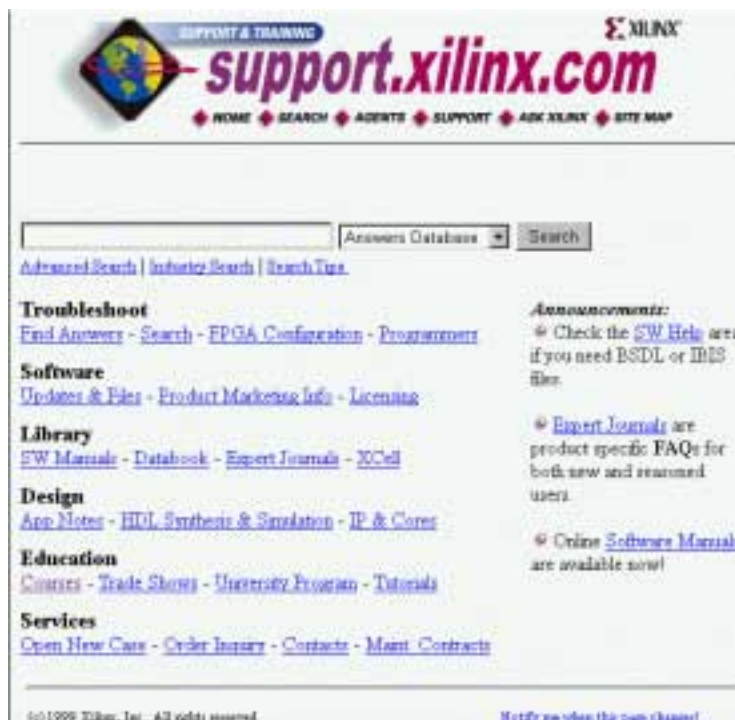 SUPPORT & TRAINING
XILINX
support.xilinx.com
HOME SEARCH AGENTS SUPPORT ASK XILINX SITE MAP
Answers Database Search
Advanced Search | Industry Search | Search Tips
Troubleshoot
Find Answers - Search - FPGA Configuration - Programmers
Software
Updates & Files - Product Marketing Info - Licensing
Library
SW Manuals - Databook - Expert Journals - XCell
Design
App Notes - HDL Synthesis & Simulation - IP & Cores
Education
Courses - Trade Shows - University Program - Tutorials
Services
Open New Case - Order Inquiry - Contacts - Maint. Contracts
Announcements:
Check the SW Help area
if you need BSDL or IBIS
files.
Expert Journals are
product specific FAQs for
both new and seasoned
users.
Online Software Manuals
are available now!
(c) 1999 Xilinx, Inc. All rights reserved
Notify me when this page changes!